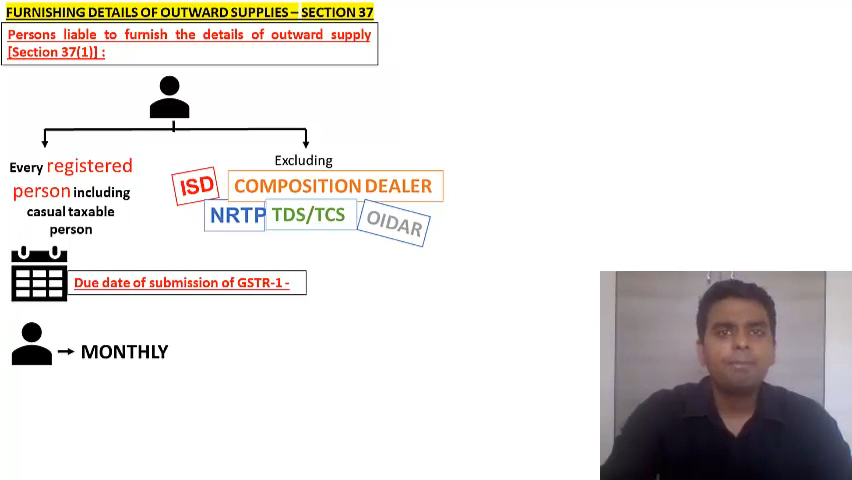 FURNISHING DETAILS OF OUTWARD SUPPLIES – SECTION 37
Persons liable to furnish the details of outward supply
[Section 37(1)] :
Every registered
person including
casual taxable
person
Excluding
ISD
COMPOSITION DEALER
NRTP
TDS/TCS
OIDAR
Due date of submission of GSTR-1 -
MONTHLY